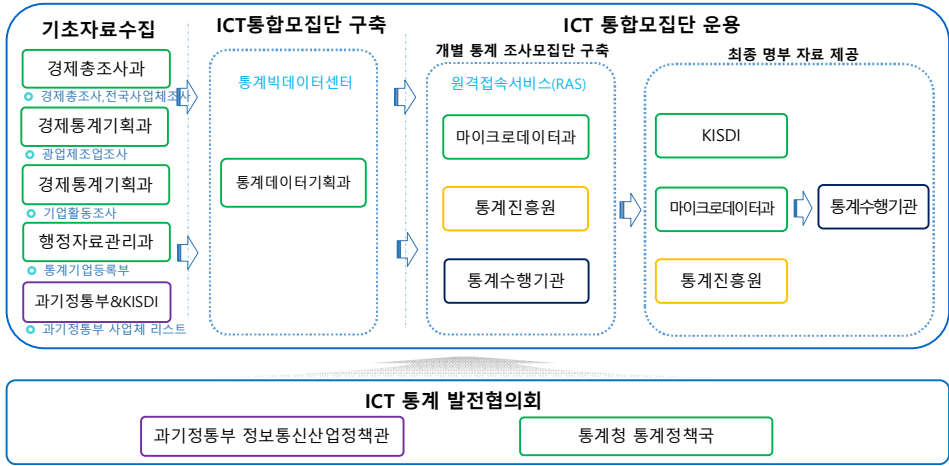 기초자료수집
ICT통합모집단 구축
ICT 통합모집단 운용
개별 통계 조사모집단 구축
최종 명부 자료 제공
경제총조사과
경제총조사,전국사업체조사
경제통계기획과
광업제조업조사
경제통계기획과
기업활동조사
행정자료관리과
통계기업등록부
과기정통부&KISDI
과기정통부 사업체 리스트
통계빅데이터센터
통계데이터기획과
원격접속서비스(RAS)
마이크로데이터과
통계진흥원
통계수행기관
KISDI
마이크로데이터과
통계수행기관
통계진흥원
ICT 통계 발전협의회
과기정통부 정보통신산업정책관
통계청 통계정책국